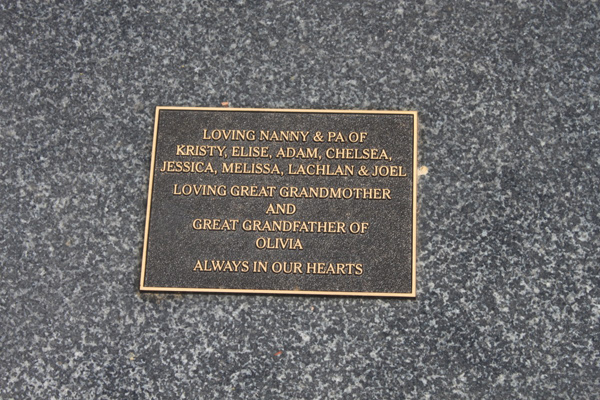 LOVING NANNY & PA OF
KRISTY, ELISE, ADAM, CHELSEA,
JESSICA, MELISSA, LACHLAN & JOEL
LOVING GREAT GRANDMOTHER
AND
GREAT GRANDFATHER OF
OLIVIA
ALWAYS IN OUR HEARTS